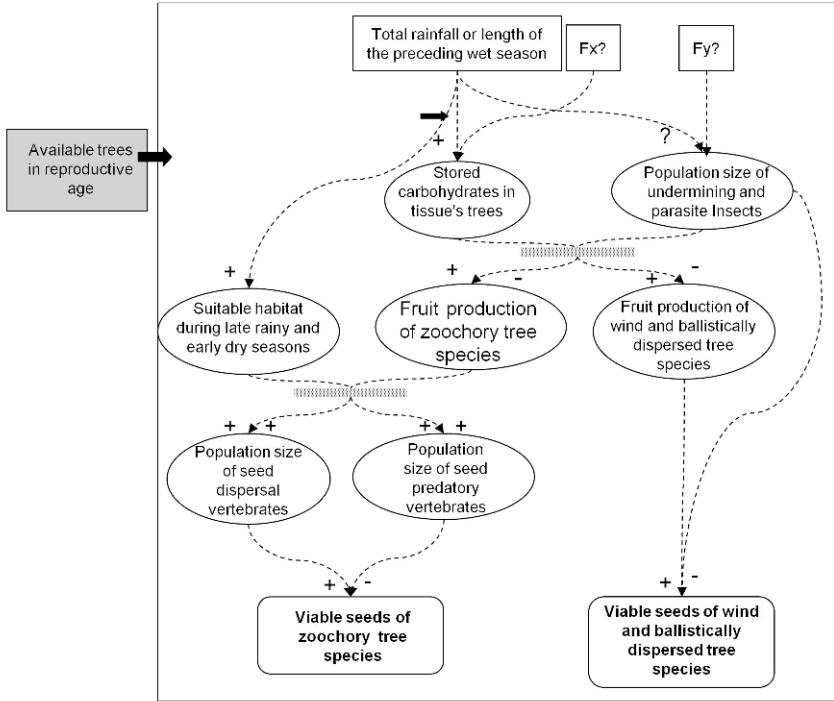 Total rainfall or length of
the preceding wet season
Fx?
Fy?
Available trees
in reproductive
age
+
?
Stored
carbohydrates in
tissue's trees
Population size of
undermining and
parasite Insects
+
+
-
+
-
Suitable habitat
during late rainy and
early dry seasons
Fruit production
of zoochory tree
species
Fruit production of
wind and ballistically
dispersed tree
species
+ +
+ +
Population size
of seed
dispersal
vertebrates
Population
size of seed
predatory
vertebrates
+ -
+ -
Viable seeds of
zoochory tree
species
Viable seeds of wind
and ballistically
dispersed tree
species